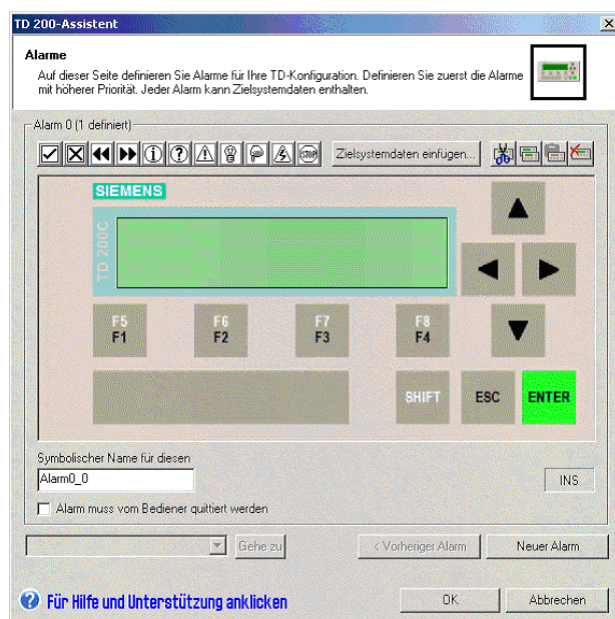 TD 200-Assistent
Alarme
Auf dieser Seite definieren Sie Alarme für Ihre TD-Konfiguration. Definieren Sie zuerst die Alarme
mit höherer Priorität. Jeder Alarm kann Zielsystemdaten enthalten.
Alarm 0 (1 definiert)
STOP Zielsystemdaten einfügen...
SIEMENS
TD 200C
F5 F6 F7 F8
F1 F2 F3 F4
SHIFT ESC ENTER
Symbolischer Name für diesen
Alarm0_0
INS
Alarm muss vom Bediener quittiert werden
Gehe zu < Vorheriger Alarm Neuer Alarm
Für Hilfe und Unterstützung anklicken OK Abbrechen